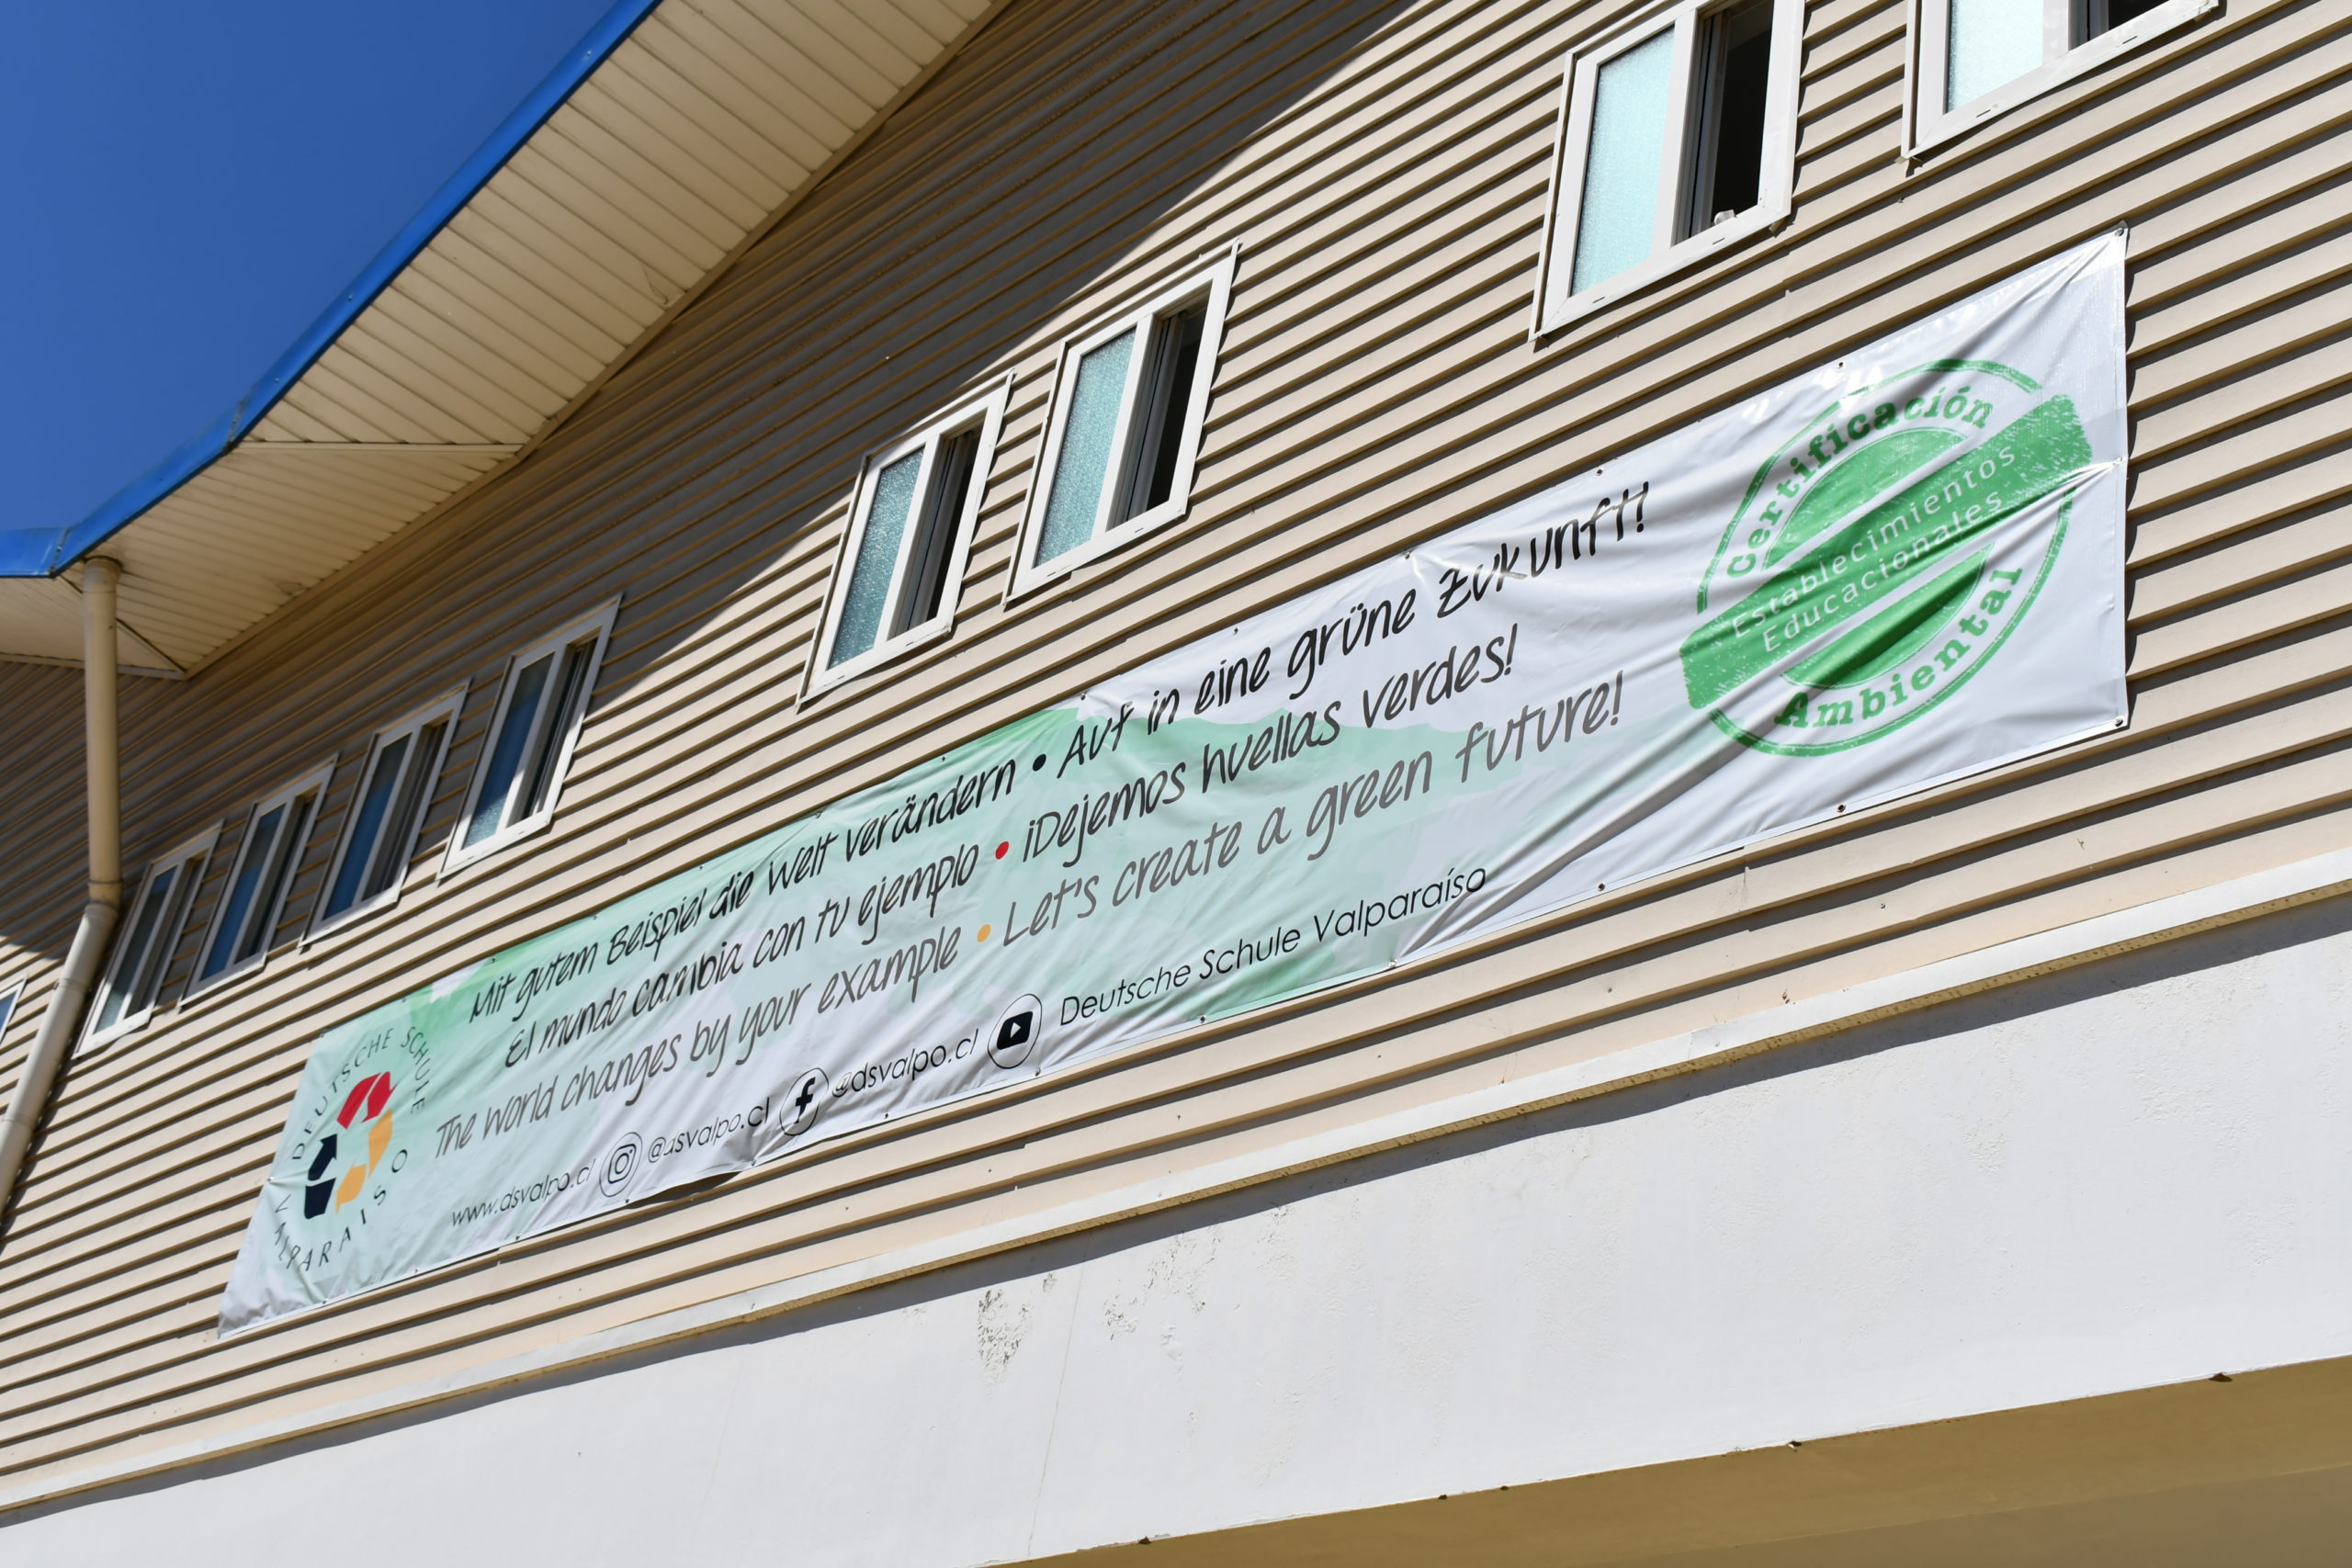 DEUTSCHE SCHULE
VALPARAISO
Mit gutem Beispiel die Welt verändern • Auf in eine grüne Zukunft!
El mundo cambia con tu ejemplo • ¡Dejemos huellas verdes!
The world changes by your example • Let's create a green future!
www.dsvalpo.cl @dsvalpo.cl @dsvalpo.cl Deutsche Schule Valparaíso
Certificación
Establecimientos
Educacionales
Ambiental